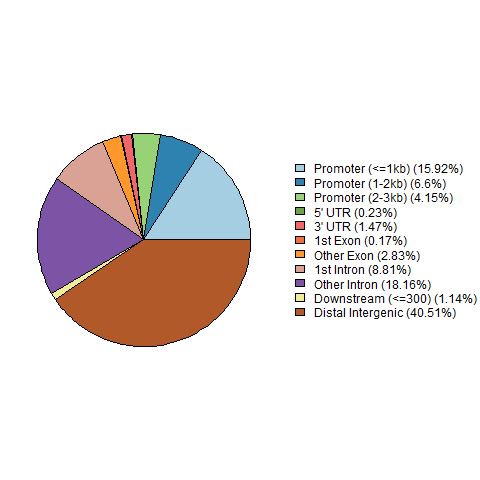 Promoter (<=1kb) (15.92%)
Promoter (1-2kb) (6.6%)
Promoter (2-3kb) (4.15%)
5' UTR (0.23%)
3' UTR (1.47%)
1st Exon (0.17%)
Other Exon (2.83%)
1st Intron (8.81%)
Other Intron (18.16%)
Downstream (<=300) (1.14%)
Distal Intergenic (40.51%)